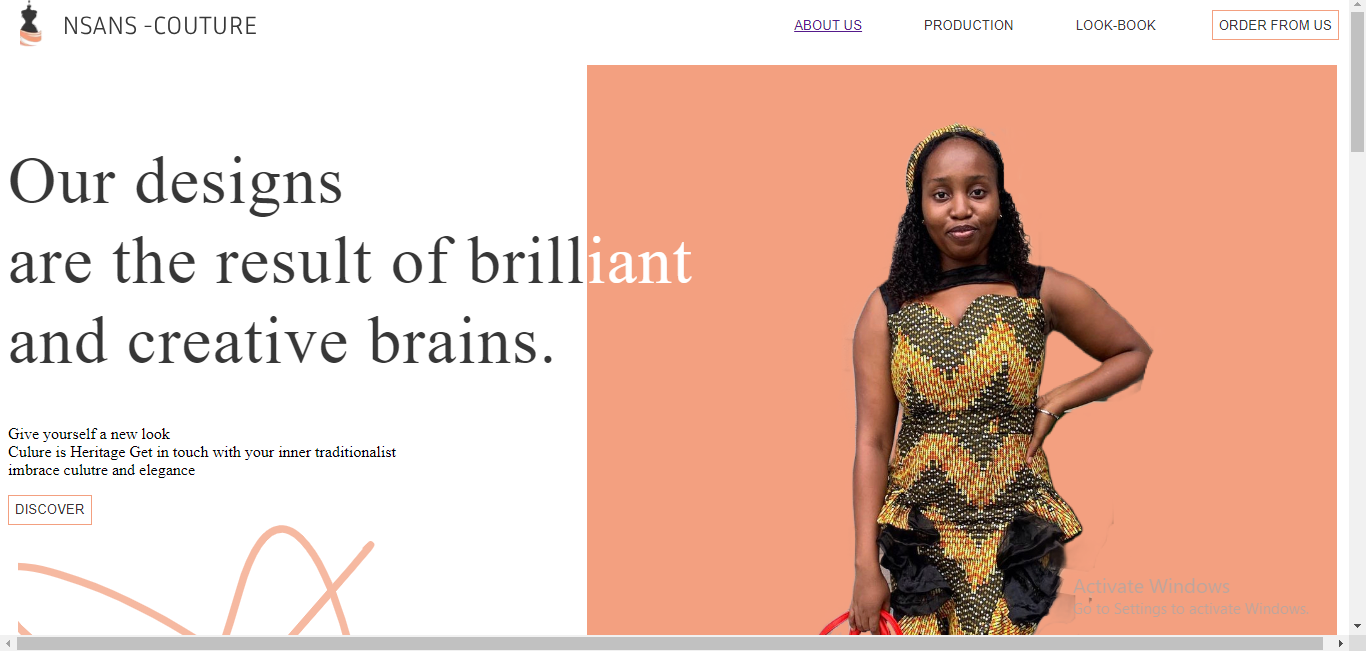 NSANS -COUTURE
ABOUT US
PRODUCTION
LOOK-BOOK
ORDER FROM US
Our designs
are the result of brilliant
and creative brains.
Give yourself a new look
Culure is Heritage Get in touch with your inner traditionalist
imbrace culutre and elegance
DISCOVER
Activate Windows
Go to Settings to activate Windows.